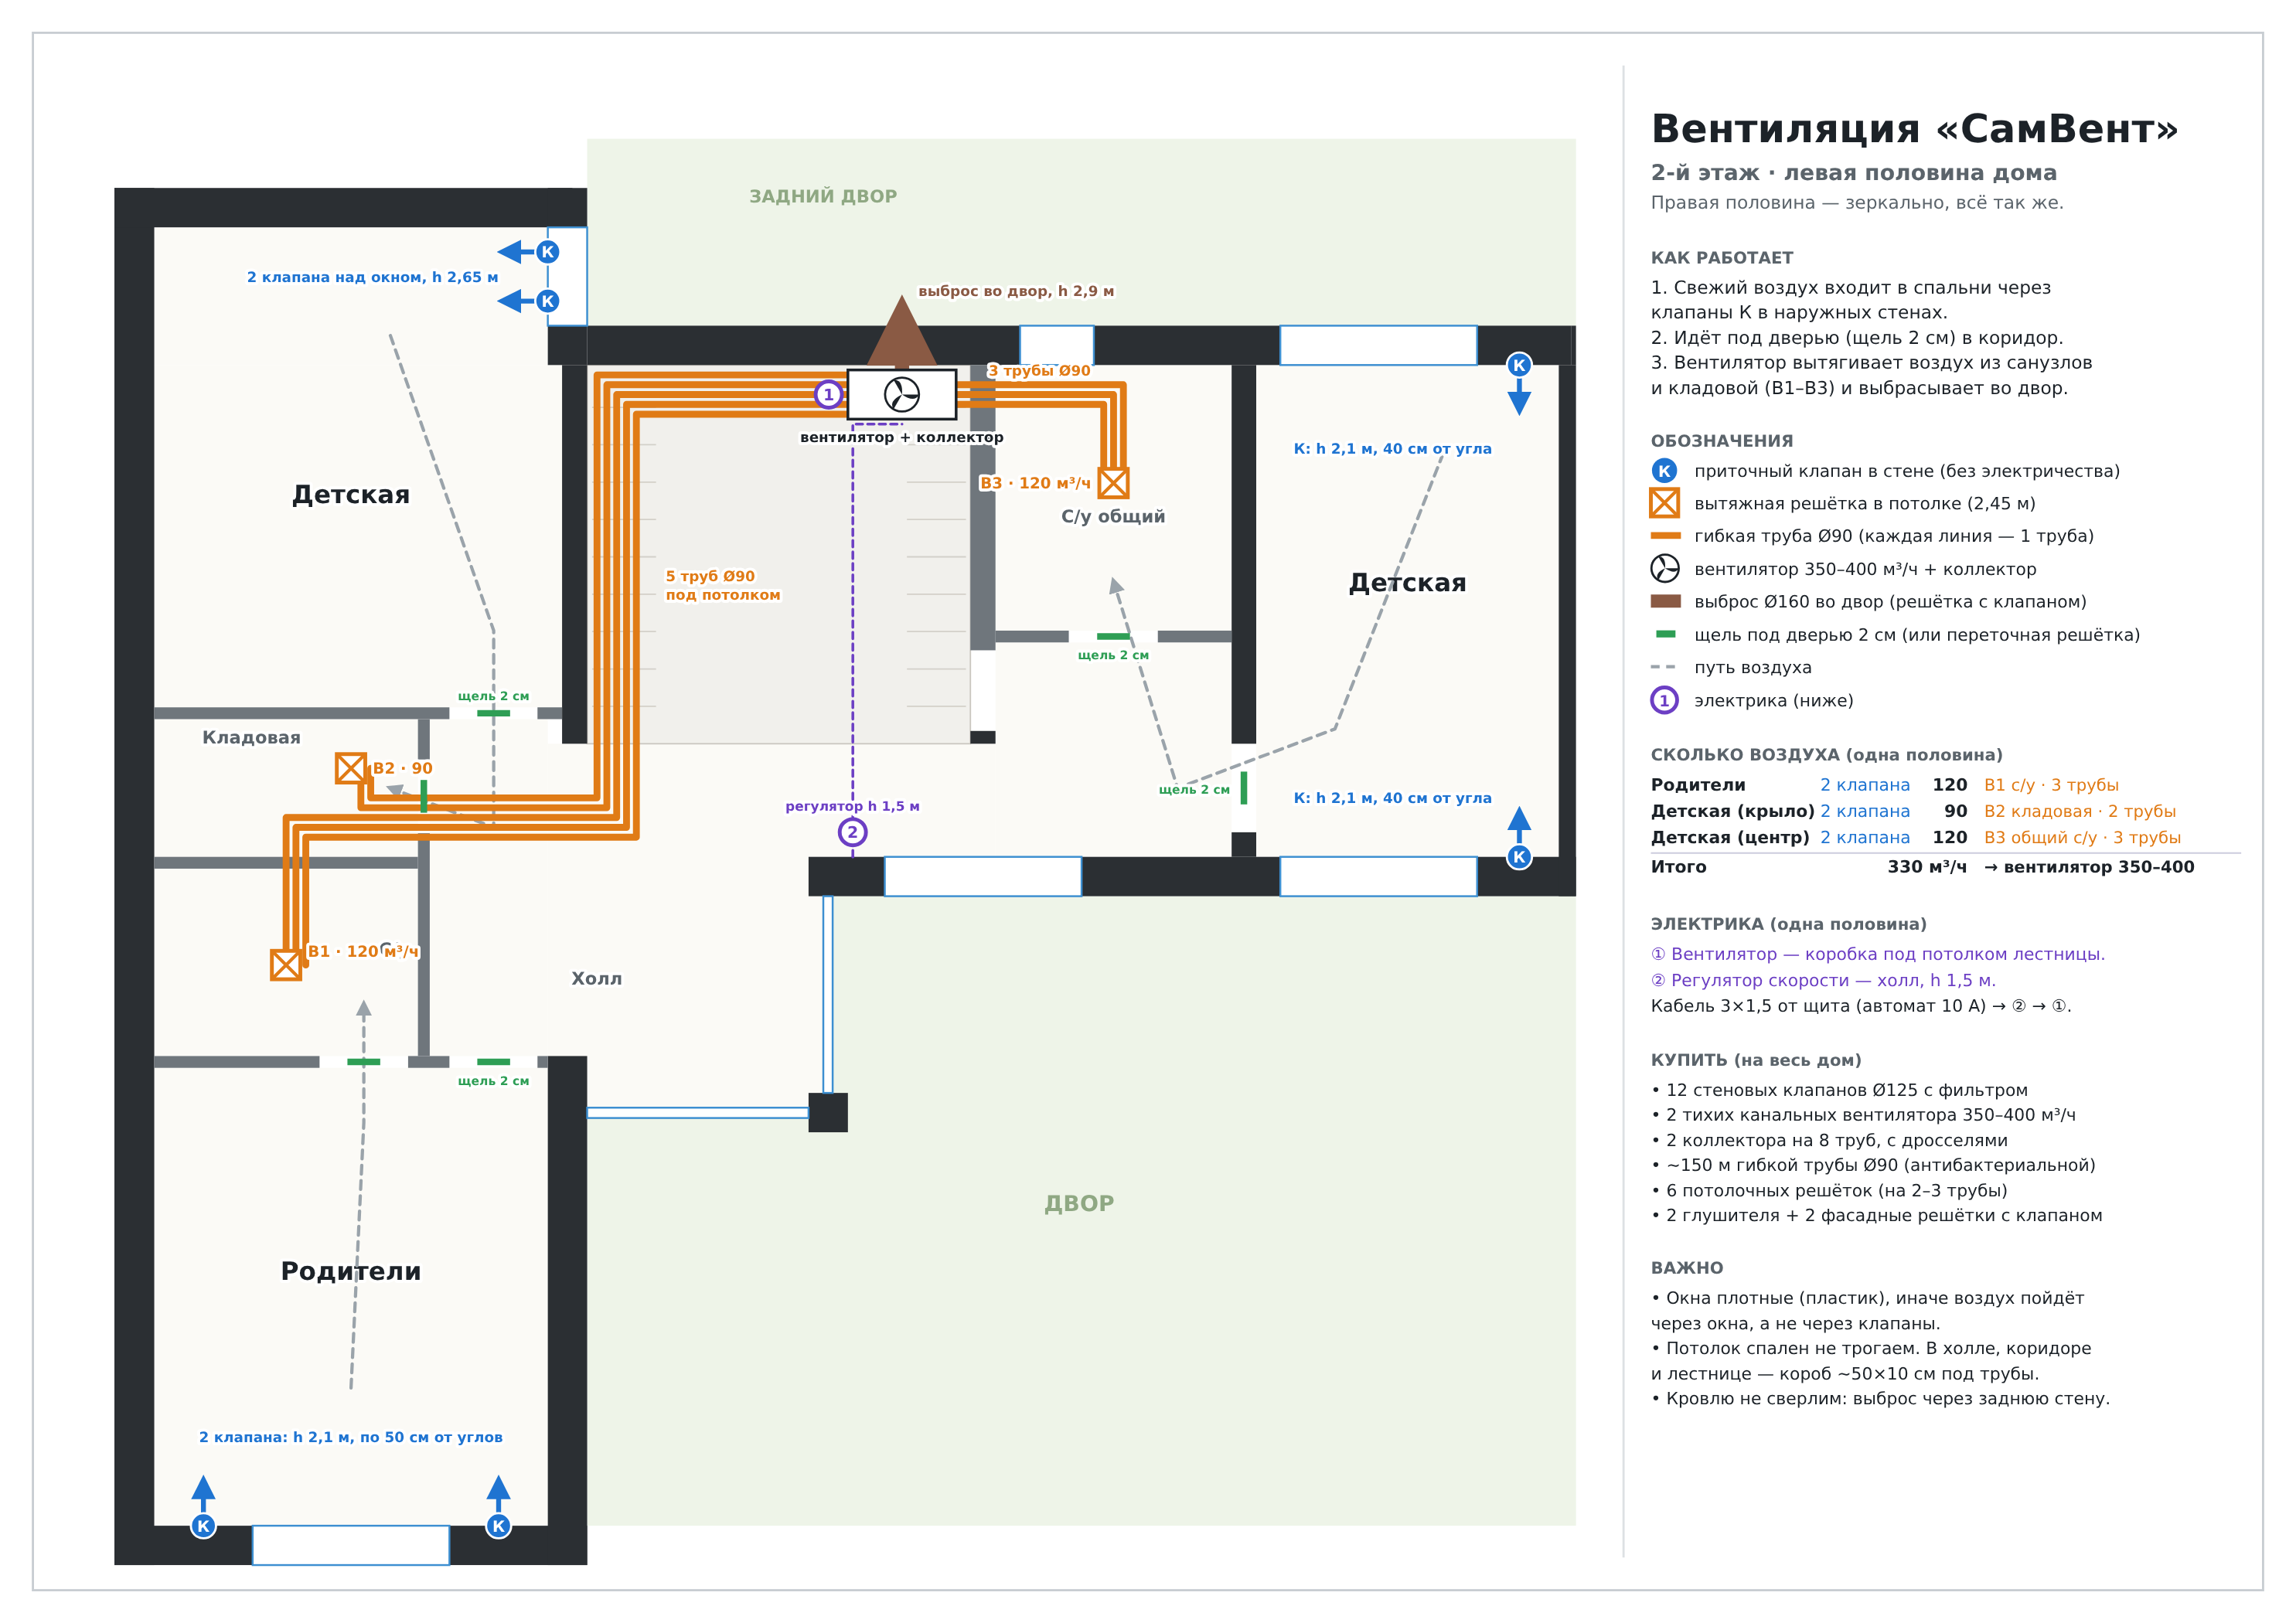 ЗАДНИЙ ДВОР
К
2 клапана над окном, h 2,65 м
К
выброс во двор, h 2,9 м
3 трубы Ø90
К
1
вентилятор + коллектор
К: h 2,1 м, 40 см от угла
В3 · 120 м³/ч
Детская
С/у общий
5 труб Ø90
под потолком
Детская
щель 2 см
щель 2 см
Кладовая
В2 · 90
щель 2 см
К: h 2,1 м, 40 см от угла
регулятор h 1,5 м
2
К
В1 · 120 м³/ч
Холл
щель 2 см
ДВОР
Родители
2 клапана: h 2,1 м, по 50 см от углов
К
К
Вентиляция «СамВент»
2-й этаж · левая половина дома
Правая половина — зеркально, всё так же.
КАК РАБОТАЕТ
1. Свежий воздух входит в спальни через
клапаны К в наружных стенах.
2. Идёт под дверью (щель 2 см) в коридор.
3. Вентилятор вытягивает воздух из санузлов
и кладовой (В1–В3) и выбрасывает во двор.
ОБОЗНАЧЕНИЯ
К приточный клапан в стене (без электричества)
вытяжная решётка в потолке (2,45 м)
гибкая труба Ø90 (каждая линия — 1 труба)
вентилятор 350–400 м³/ч + коллектор
выброс Ø160 во двор (решётка с клапаном)
щель под дверью 2 см (или переточная решётка)
путь воздуха
1 электрика (ниже)
СКОЛЬКО ВОЗДУХА (одна половина)
Родители 2 клапана 120 В1 с/у · 3 трубы
Детская (крыло) 2 клапана 90 В2 кладовая · 2 трубы
Детская (центр) 2 клапана 120 В3 общий с/у · 3 трубы
Итого 330 м³/ч → вентилятор 350–400
ЭЛЕКТРИКА (одна половина)
① Вентилятор — коробка под потолком лестницы.
② Регулятор скорости — холл, h 1,5 м.
Кабель 3×1,5 от щита (автомат 10 А) → ② → ①.
КУПИТЬ (на весь дом)
• 12 стеновых клапанов Ø125 с фильтром
• 2 тихих канальных вентилятора 350–400 м³/ч
• 2 коллектора на 8 труб, с дросселями
• ~150 м гибкой трубы Ø90 (антибактериальной)
• 6 потолочных решёток (на 2–3 трубы)
• 2 глушителя + 2 фасадные решётки с клапаном
ВАЖНО
• Окна плотные (пластик), иначе воздух пойдёт
через окна, а не через клапаны.
• Потолок спален не трогаем. В холле, коридоре
и лестнице — короб ~50×10 см под трубы.
• Кровлю не сверлим: выброс через заднюю стену.